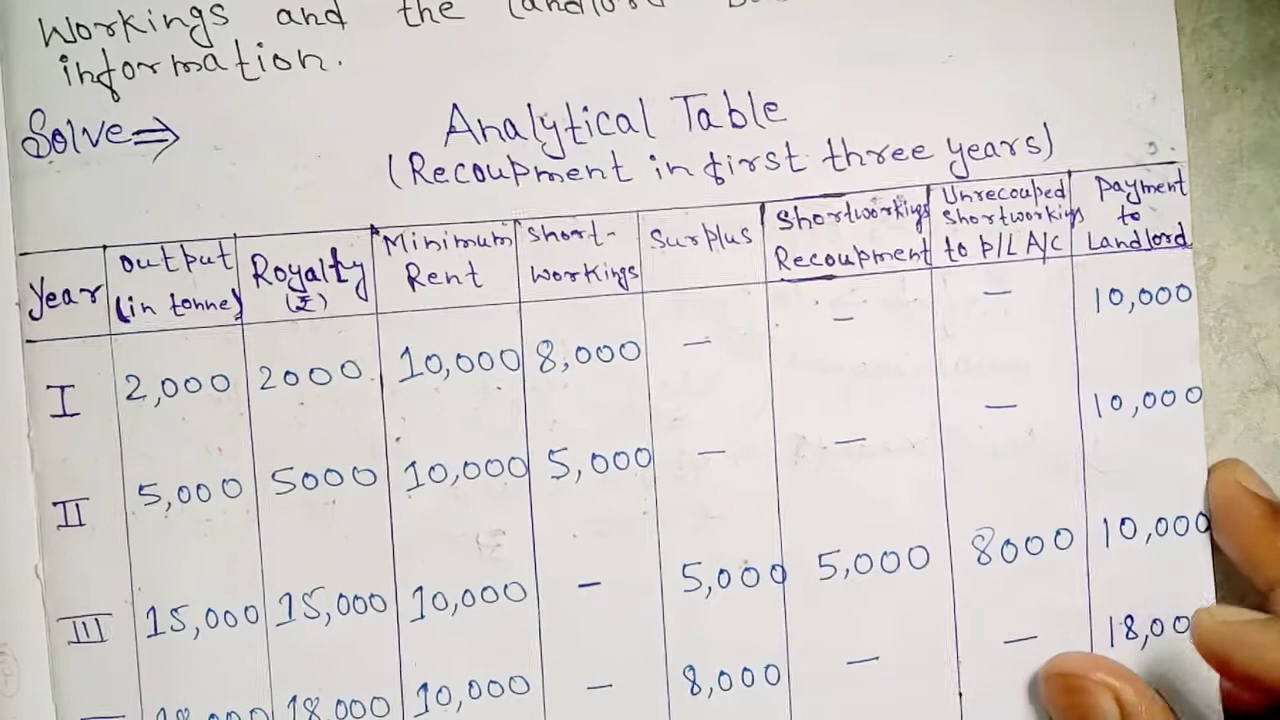 Workings and the
information.
Solve⇒
Analytical Table
(Recoupment in first three years)
Year | output (in tonne) | Royalty (₹) | Minimum Rent | Short-workings | Surplus | Shortworkings Recoupment | Unrecouped Shortworkings to P/L A/C | Payment to Landlord
I | 2,000 | 2000 | 10,000 | 8,000 | — | — | — | 10,000
II | 5,000 | 5000 | 10,000 | 5,000 | — | — | — | 10,000
III | 15,000 | 15,000 | 10,000 | - | 5,000 | 5,000 | 8000 | 10,000
18,000 | 10,000 | — | 8,000 | — | —